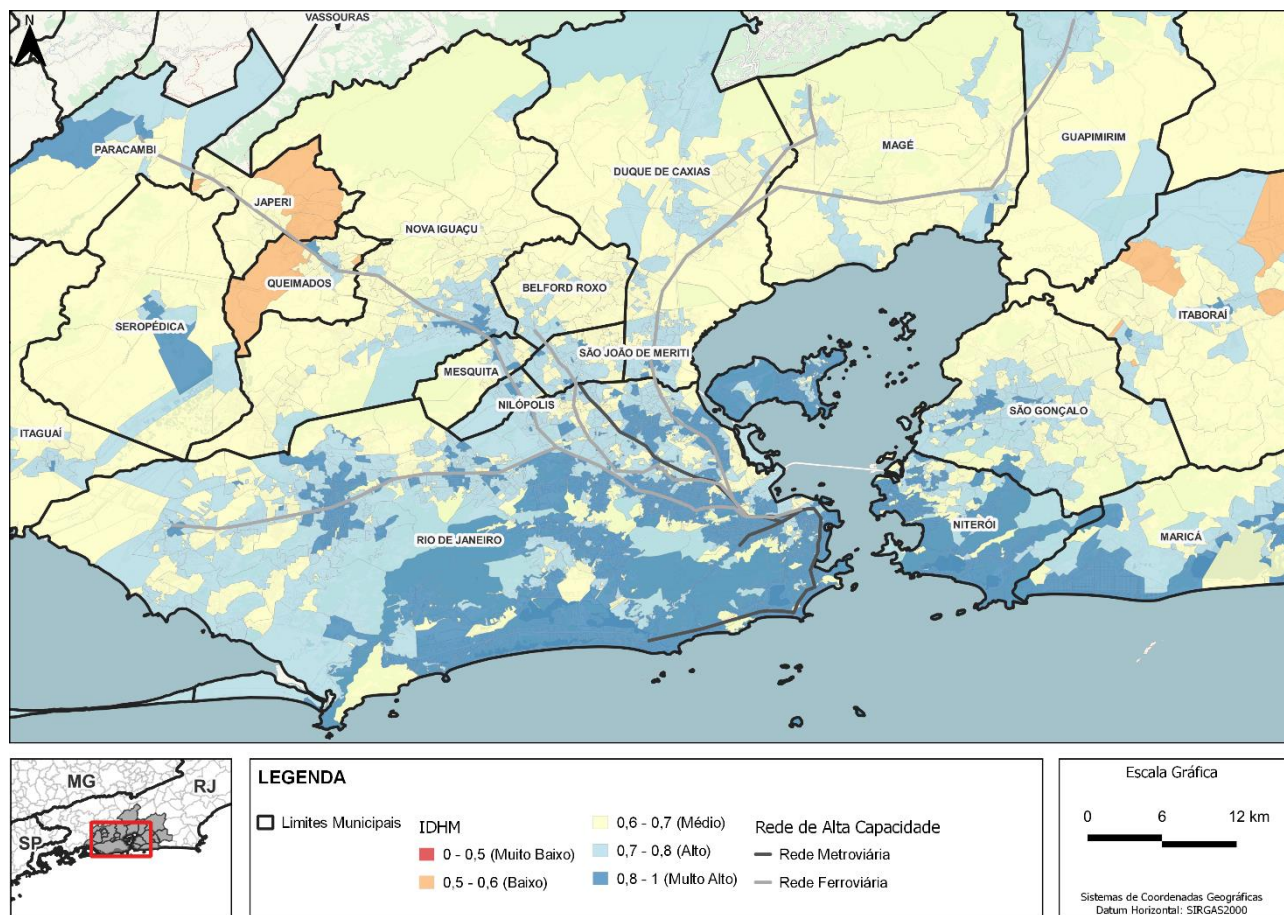 N
VASSOURAS
PARACAMBI
GUAPIMIRIM
MAGÉ
DUQUE DE CAXIAS
JAPERI
NOVA IGUAÇU
QUEIMADOS
BELFORD ROXO
SEROPÉDICA
ITABORAÍ
SÃO JOÃO DE MERITI
MESQUITA
NILÓPOLIS
SÃO GONÇALO
ITAGUAÍ
RIO DE JANEIRO
NITERÓI
MARICÁ
MG
RJ
SP
LEGENDA
Limites Municipais
IDHM
0 - 0,5 (Muito Baixo)
0,5 - 0,6 (Baixo)
0,6 - 0,7 (Médio)
0,7 - 0,8 (Alto)
0,8 - 1 (Muito Alto)
Rede de Alta Capacidade
Rede Metroviária
Rede Ferroviária
Escala Gráfica
0 6 12 km
Sistemas de Coordenadas Geográficas
Datum Horizontal: SIRGAS2000